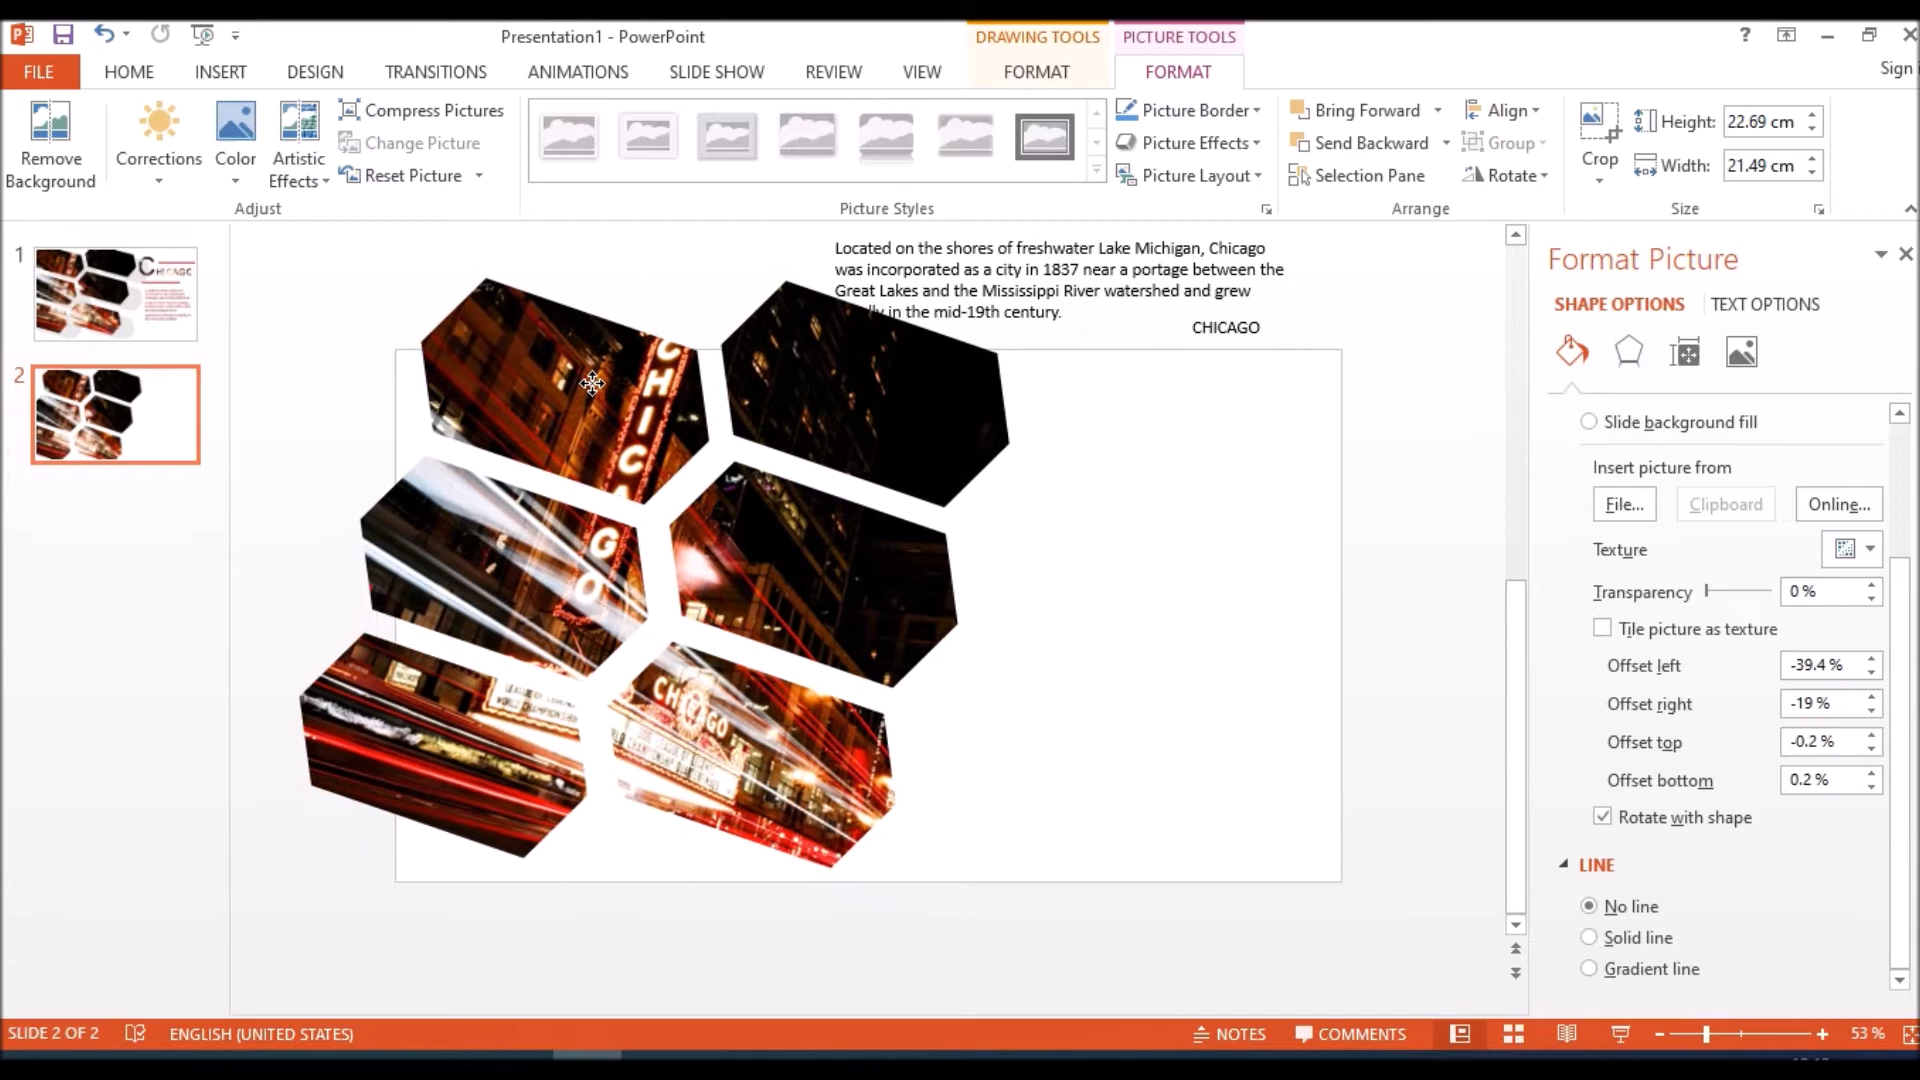 Presentation1 - PowerPoint
DRAWING TOOLS
PICTURE TOOLS
?
Sign
FILE
HOME
INSERT
DESIGN
TRANSITIONS
ANIMATIONS
SLIDE SHOW
REVIEW
VIEW
FORMAT
FORMAT
Remove
Background
Corrections
Color
Artistic
Effects
Compress Pictures
Change Picture
Reset Picture
Adjust
Picture Styles
Picture Border
Picture Effects
Picture Layout
Bring Forward
Send Backward
Selection Pane
Align
Group
Rotate
Arrange
Crop
Height: 22.69 cm
Width: 21.49 cm
Size
1
2
Located on the shores of freshwater Lake Michigan, Chicago
was incorporated as a city in 1837 near a portage between the
Great Lakes and the Mississippi River watershed and grew
in the mid-19th century.
CHICAGO
CHICA
GO
CHICAGO
Format Picture
SHAPE OPTIONS
TEXT OPTIONS
Slide background fill
Insert picture from
File...
Clipboard
Online...
Texture
Transparency 0 %
Tile picture as texture
Offset left -39.4 %
Offset right -19 %
Offset top -0.2 %
Offset bottom 0.2 %
Rotate with shape
LINE
No line
Solid line
Gradient line
SLIDE 2 OF 2
ENGLISH (UNITED STATES)
NOTES
COMMENTS
53 %